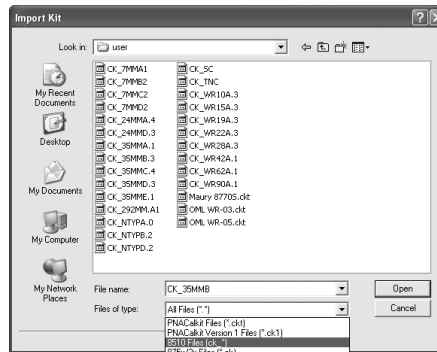 Import Kit
Look in: user
CK_7MMA1
CK_7MMB2
CK_7MMC2
CK_7MMD2
CK_24MMA.4
CK_24MMD.3
CK_35MMA.1
CK_35MMB.3
CK_35MMC.4
CK_35MMD.3
CK_35MME.1
CK_292MM.A1
CK_NTYPA.0
CK_NTYPB.2
CK_NTYPD.2
CK_SC
CK_TNC
CK_WR10A.3
CK_WR15A.3
CK_WR19A.3
CK_WR22A.3
CK_WR28A.3
CK_WR42A.1
CK_WR62A.1
CK_WR90A.1
Maury 8770S.ckt
OML WR-03.ckt
OML WR-05.ckt
My Recent
Documents
Desktop
My Documents
My Computer
My Network
Places
File name: CK_35MMB Open
Files of type: All Files (*.*) Cancel
PNACalkit Files (*.ckt)
PNACalkit Version 1 Files (*.ck1)
8510 Files (ck_*)